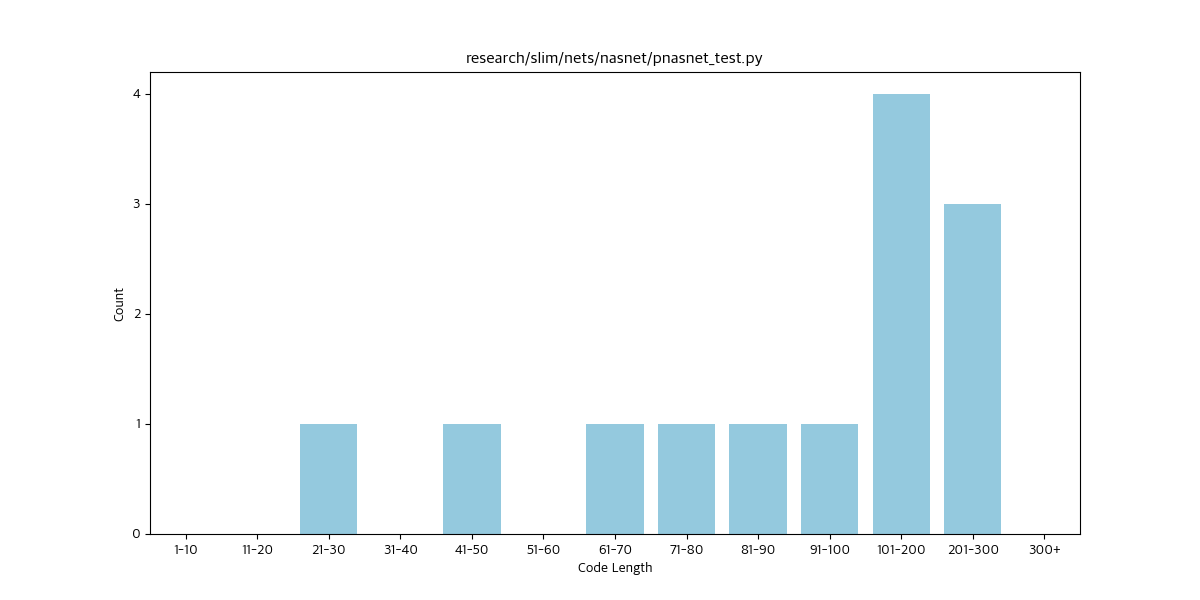 research/slim/nets/nasnet/pnasnet_test.py
4
3
2
1
0
Count
1-10 11-20 21-30 31-40 41-50 51-60 61-70 71-80 81-90 91-100 101-200 201-300 300+
Code Length